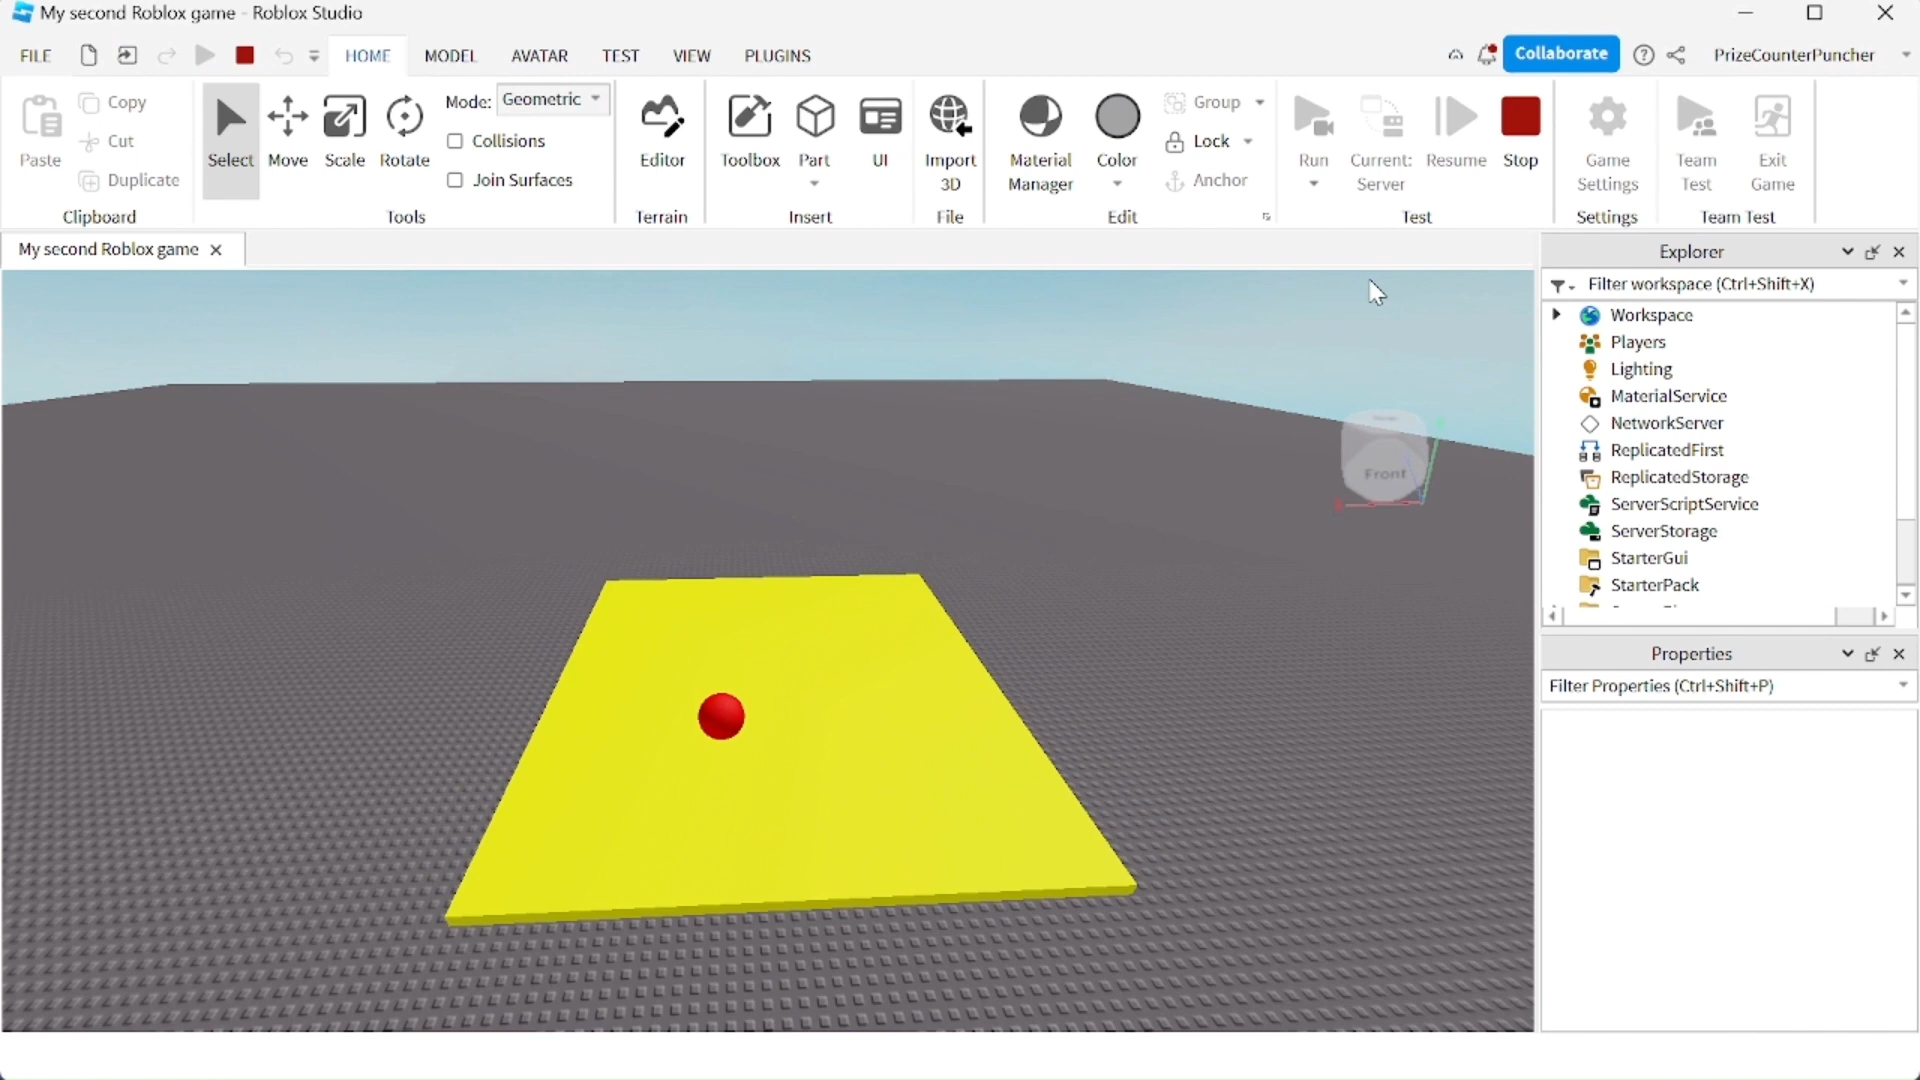 My second Roblox game - Roblox Studio
FILE
HOME
MODEL
AVATAR
TEST
VIEW
PLUGINS
Collaborate
PrizeCounterPuncher
Paste
Copy
Cut
Duplicate
Clipboard
Select
Move
Scale
Rotate
Mode: Geometric
Collisions
Join Surfaces
Tools
Editor
Terrain
Toolbox
Part
UI
Insert
Import
3D
File
Material
Manager
Color
Group
Lock
Anchor
Edit
Run
Current:
Server
Resume
Stop
Test
Game
Settings
Settings
Team
Test
Exit
Game
Team Test
My second Roblox game
Front
Explorer
Filter workspace (Ctrl+Shift+X)
Workspace
Players
Lighting
MaterialService
NetworkServer
ReplicatedFirst
ReplicatedStorage
ServerScriptService
ServerStorage
StarterGui
StarterPack
Properties
Filter Properties (Ctrl+Shift+P)